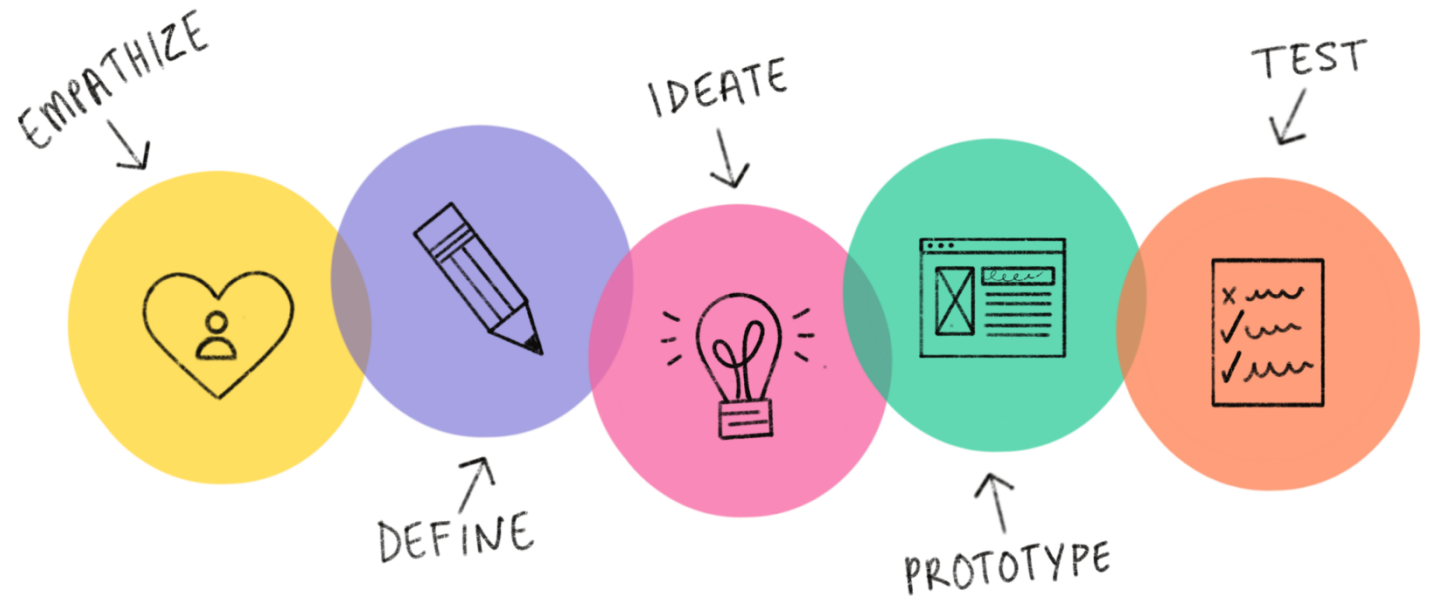 EMPATHIZE
DEFINE
IDEATE
PROTOTYPE
TEST